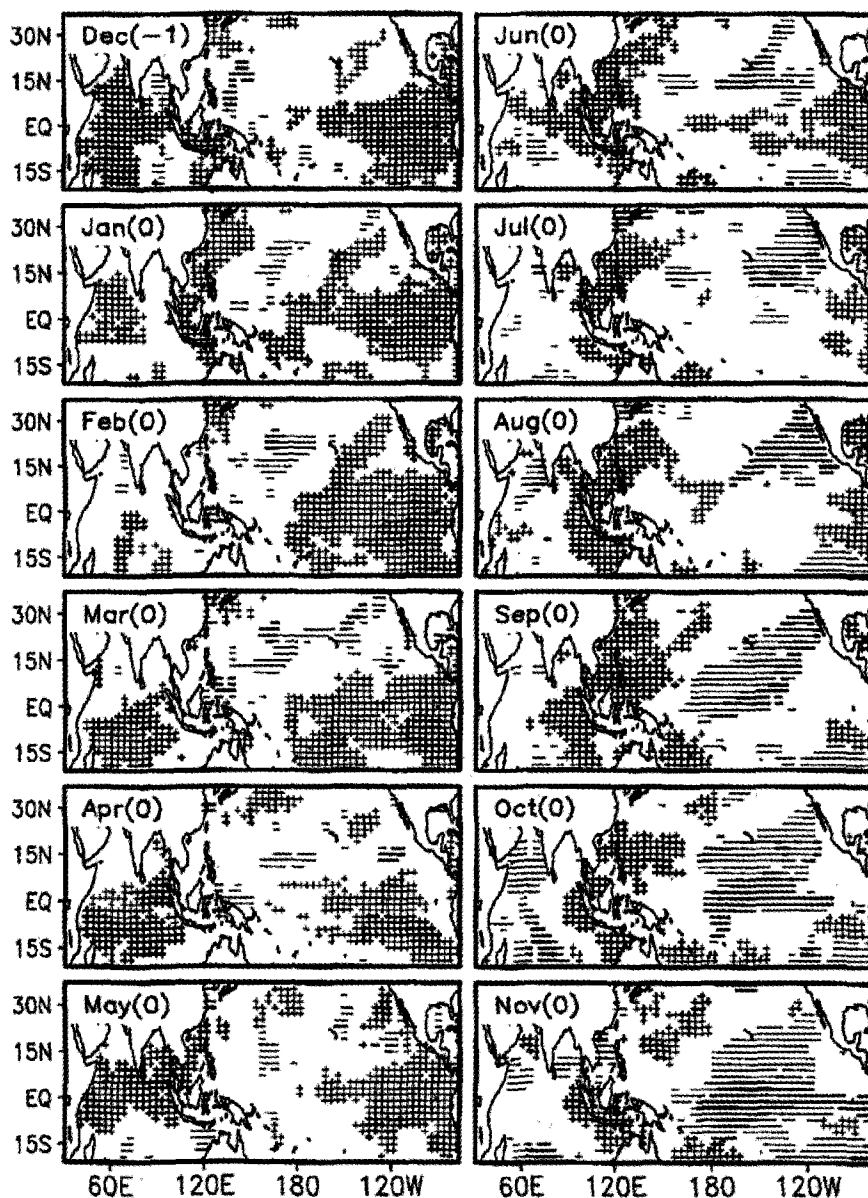 30N Dec(-1) Jun(0)
15N
EQ
15S
30N Jan(0) Jul(0)
15N
EQ
15S
30N Feb(0) Aug(0)
15N
EQ
15S
30N Mar(0) Sep(0)
15N
EQ
15S
30N Apr(0) Oct(0)
15N
EQ
15S
30N May(0) Nov(0)
15N
EQ
15S
60E 120E 180 120W 60E 120E 180 120W